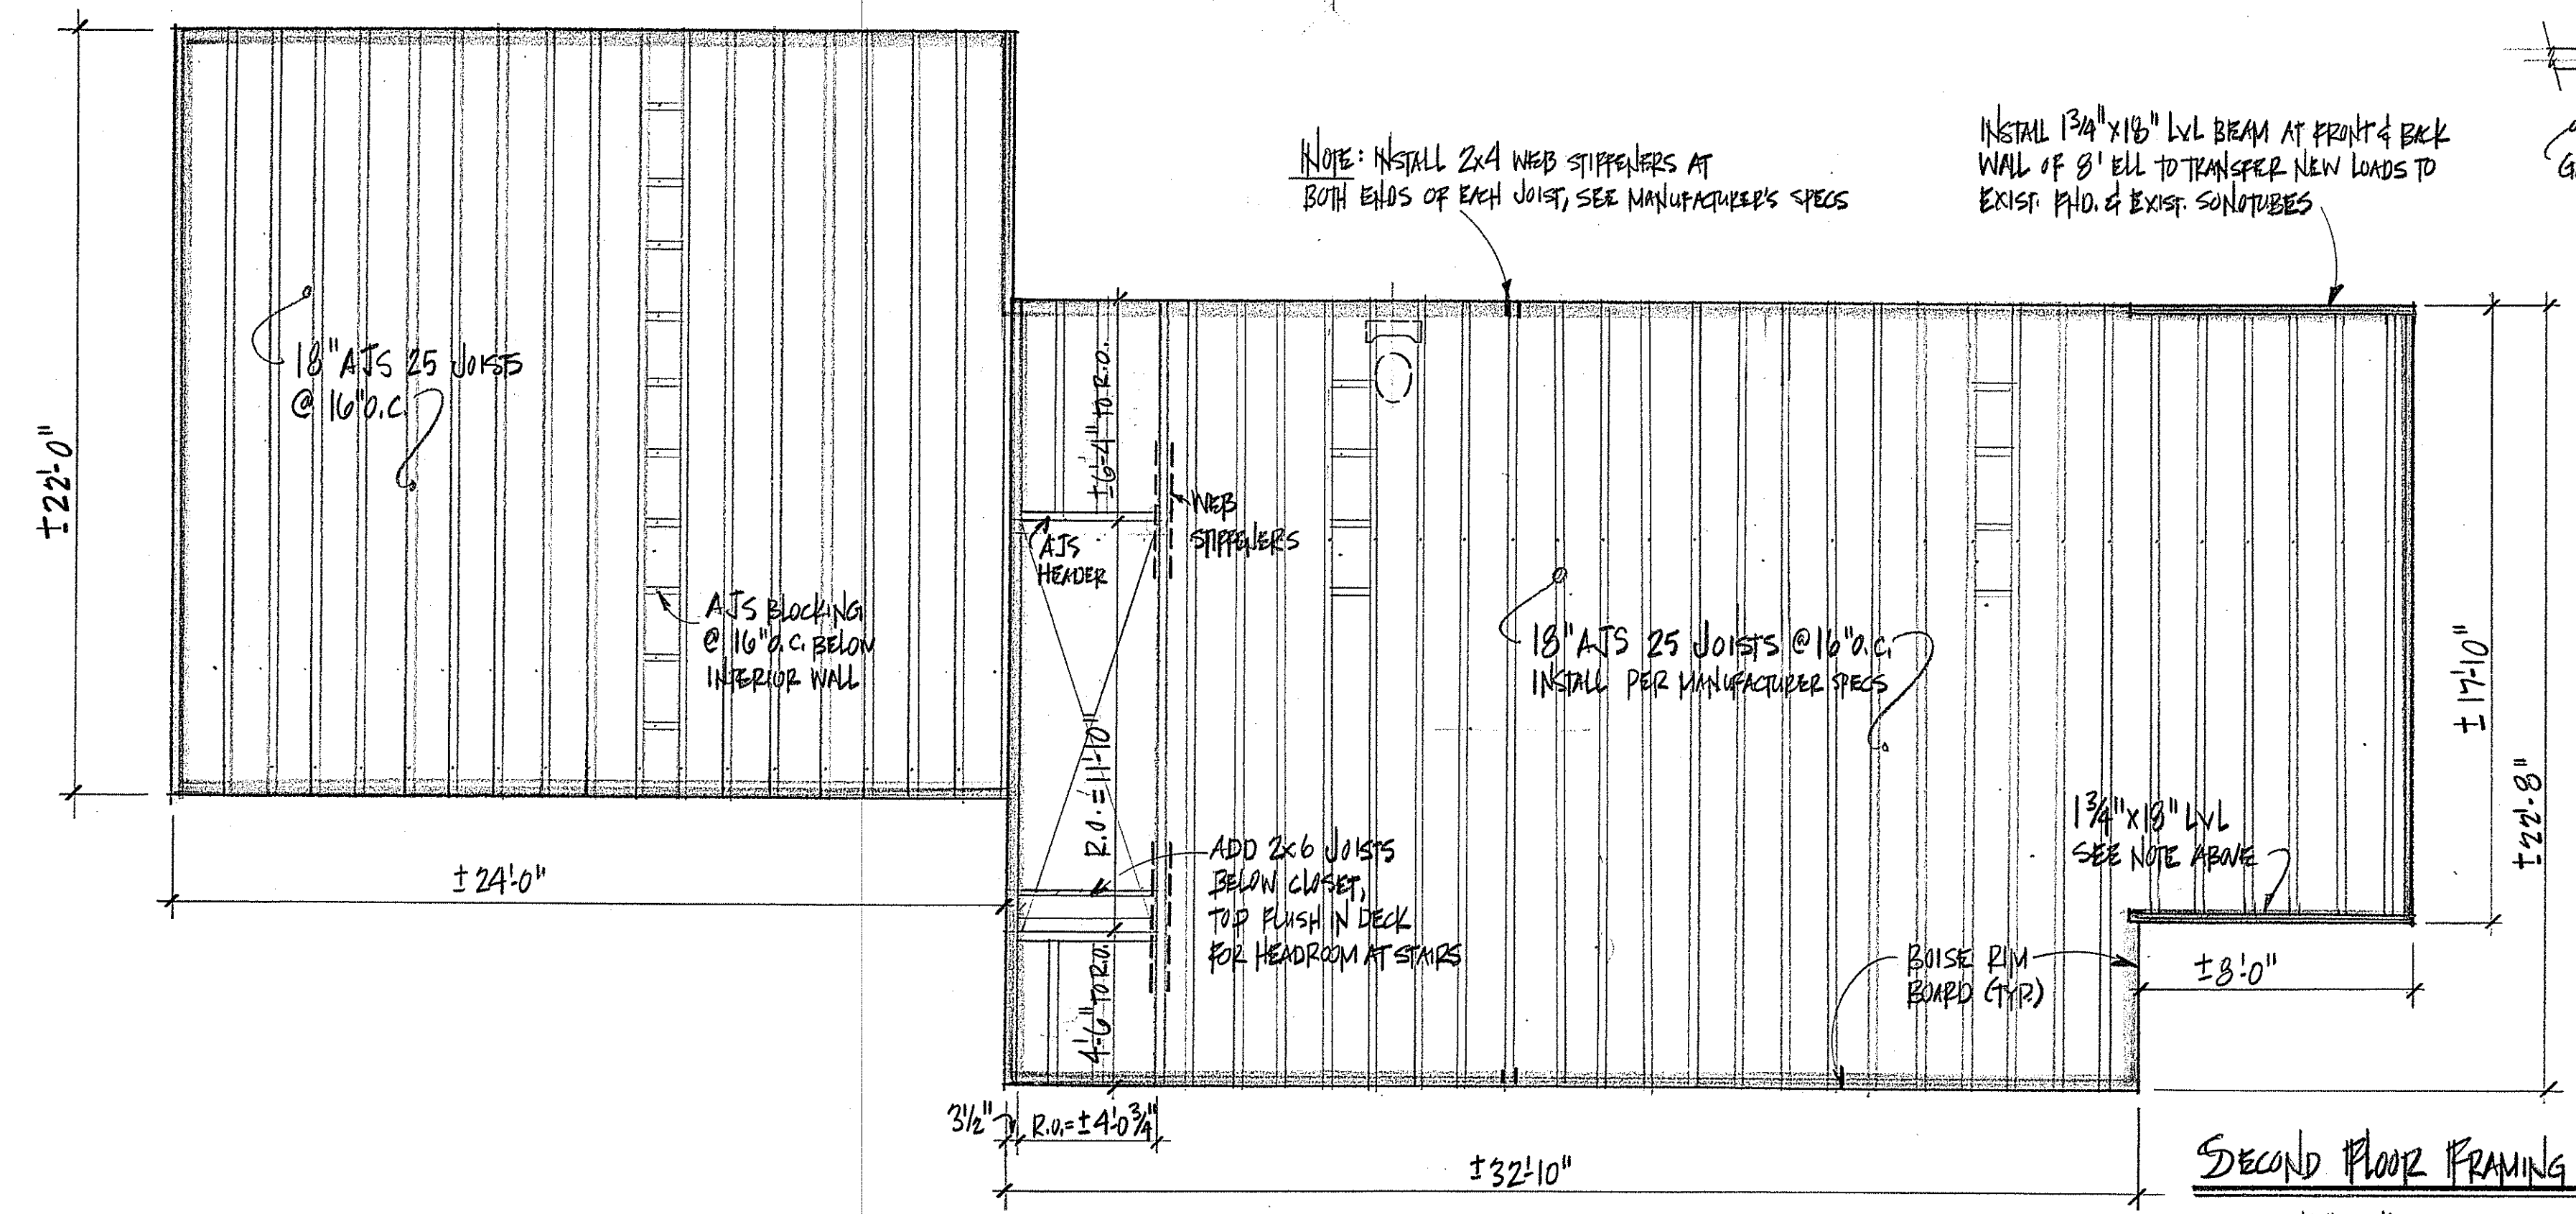 NOTE: INSTALL 2x4 WEB STIFFENERS AT
BOTH ENDS OF EACH JOIST, SEE MANUFACTURER'S SPECS
INSTALL 1 3/4" x 18" LVL BEAM AT FRONT & BACK
WALL OF 8' ELL TO TRANSFER NEW LOADS TO
EXIST. FND. & EXIST. SONOTUBES
18" AJS 25 JOISTS
@ 16" O.C.
±22'-0"
±6'-4" TO R.O.
WEB
STIFFENERS
AJS
HEADER
AJS BLOCKING
@ 16" O.C. BELOW
INTERIOR WALL
18" AJS 25 JOISTS @ 16" O.C.
INSTALL PER MANUFACTURER SPECS
±17'-10"
±22'-8"
R.O. = 11'-10"
1 3/4" x 18" LVL
SEE NOTE ABOVE
ADD 2x6 JOISTS
BELOW CLOSET,
TOP FLUSH IN DECK
FOR HEADROOM AT STAIRS
±24'-0"
4'-6" TO R.O.
BOISE RIM
BOARD (TYP.)
±8'-0"
3 1/2"
R.O. = ±4'-0 3/4"
±32'-10"
SECOND FLOOR FRAMING